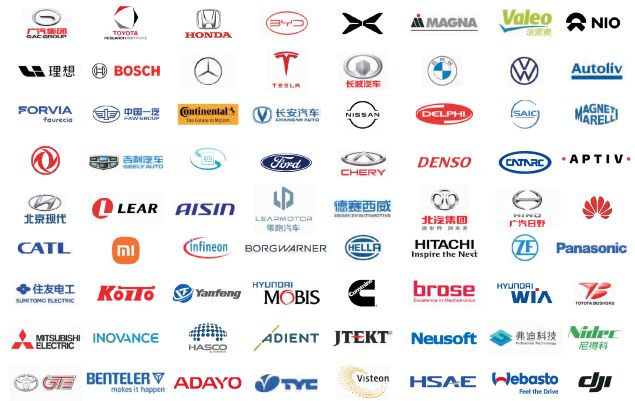 广汽集团
GAC GROUP
TOYOTA
RESEARCH INSTITUTE
HONDA
BYD
MAGNA
Valeo
法雷奥
NIO
理想
BOSCH
TESLA
长城汽车
VW
Autoliv
FORVIA
faurecia
中国一汽
FAW GROUP
Continental
The Future in Motion
长安汽车
CHANGAN AUTO
NISSAN
DELPHI
SAIC
MAGNETI
MARELLI
吉利汽车
GEELY AUTO
Ford
CHERY
DENSO
CATARC
• APTIV •
北京现代
LEAR
AISIN
LEAPMOTOR
零跑汽车
德赛西威
DESAY SV AUTOMOTIVE
北汽集团
HINO
广汽日野
CATL
mi
infineon
BORGWARNER
HELLA
HITACHI
Inspire the Next
ZF
Panasonic
住友电工
SUMITOMO ELECTRIC
KOITO
Yanfeng
HYUNDAI
MOBIS
Cummins
brose
Excellence in Mechatronics
HYUNDAI
WIA
TOYOTA BOSHOKU
MITSUBISHI
ELECTRIC
INOVANCE
HASCO
ADIENT
JTEKT
Neusoft
弗迪科技
Nidec
尼得科
GTE
BENTELER
makes it happen
ADAYO
TYC
Visteon
HSAE
Webasto
Feel the Drive
dji